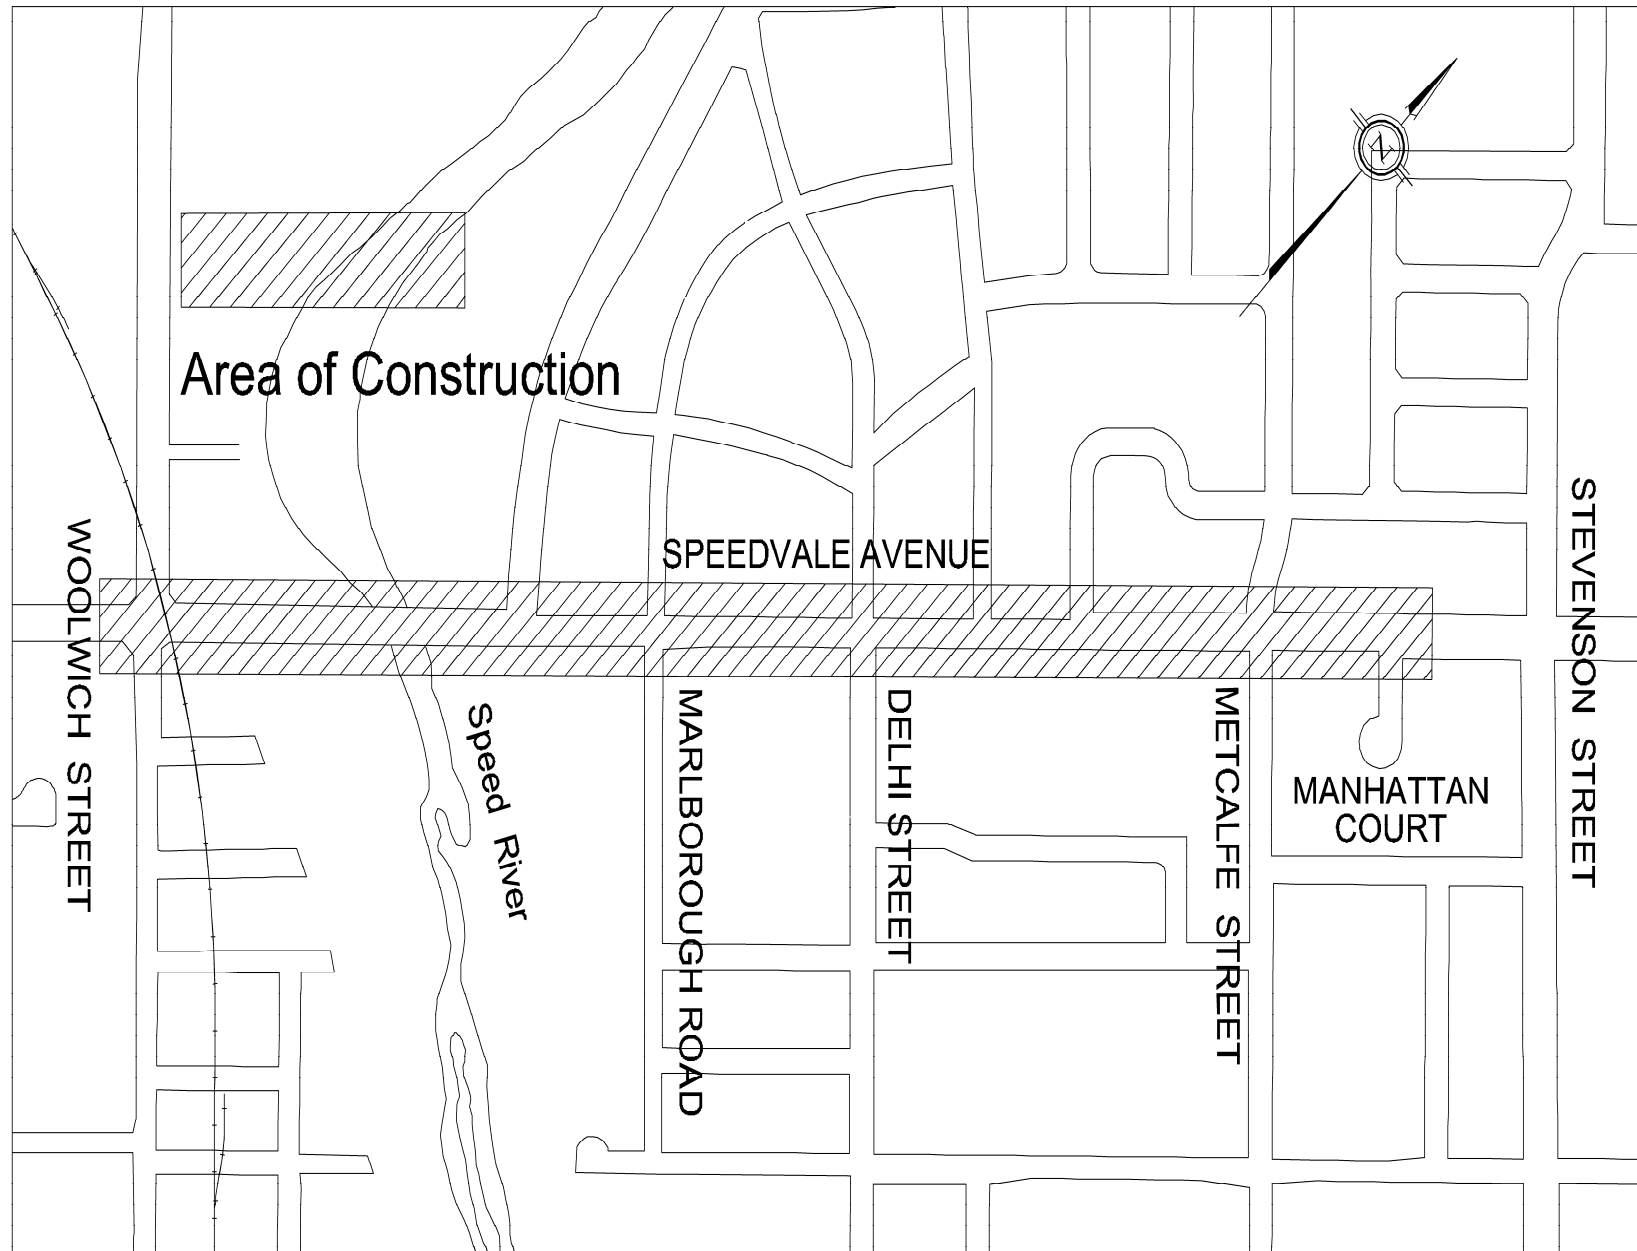 N
Area of Construction
SPEEDVALE AVENUE
WOOLWICH STREET
STEVENSON STREET
Speed River
MARLBOROUGH ROAD
DELHI STREET
METCALFE STREET
MANHATTAN
COURT